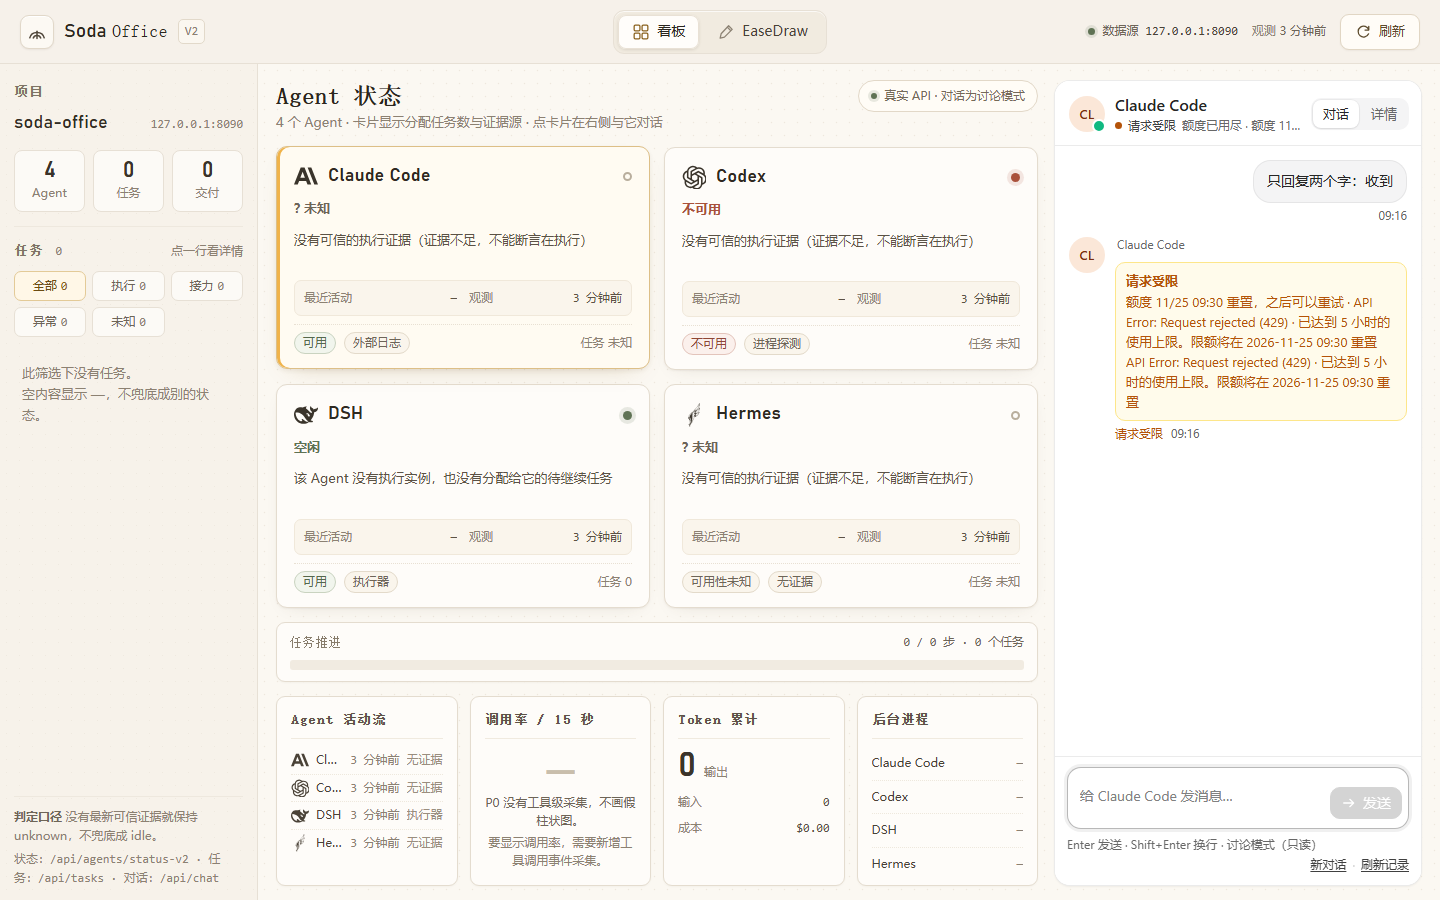 Soda Office V2
看板
EaseDraw
数据源 127.0.0.1:8090 观测 3 分钟前
刷新
项目
soda-office 127.0.0.1:8090
4 Agent
0 任务
0 交付
任务 0 点一行看详情
全部 0 执行 0 接力 0
异常 0 未知 0
此筛选下没有任务。
空内容显示 —，不兜底成别的状
态。
判定口径 没有最新可信证据就保持
unknown，不兜底成 idle。
状态: /api/agents/status-v2 · 任
务: /api/tasks · 对话: /api/chat
Agent 状态
4 个 Agent · 卡片显示分配任务数与证据源 · 点卡片在右侧与它对话
真实 API · 对话为讨论模式
Claude Code
? 未知
没有可信的执行证据（证据不足，不能断言在执行）
最近活动 — 观测 3 分钟前
可用 外部日志 任务 未知
Codex
不可用
没有可信的执行证据（证据不足，不能断言在执行）
最近活动 — 观测 3 分钟前
不可用 进程探测 任务 未知
DSH
空闲
该 Agent 没有执行实例，也没有分配给它的待继续任务
最近活动 — 观测 3 分钟前
可用 执行器 任务 0
Hermes
? 未知
没有可信的执行证据（证据不足，不能断言在执行）
最近活动 — 观测 3 分钟前
可用性未知 无证据 任务 未知
任务推进 0 / 0 步 · 0 个任务
Agent 活动流
Cl... 3 分钟前 无证据
Co... 3 分钟前 无证据
DSH 3 分钟前 执行器
He... 3 分钟前 无证据
调用率 / 15 秒
—
P0 没有工具级采集，不画假
柱状图。
要显示调用率，需要新增工
具调用事件采集。
Token 累计
0 输出
输入 0
成本 $0.00
后台进程
Claude Code —
Codex —
DSH —
Hermes —
CL
Claude Code
请求受限 额度已用尽 · 额度 11...
对话 详情
只回复两个字：收到
09:16
CL
Claude Code
请求受限
额度 11/25 09:30 重置，之后可以重试 · API
Error: Request rejected (429) · 已达到 5 小时的
使用上限。限额将在 2026-11-25 09:30 重置
API Error: Request rejected (429) · 已达到 5 小
时的使用上限。限额将在 2026-11-25 09:30 重
置
请求受限 09:16
给 Claude Code 发消息...
发送
Enter 发送 · Shift+Enter 换行 · 讨论模式（只读）
新对话 · 刷新记录